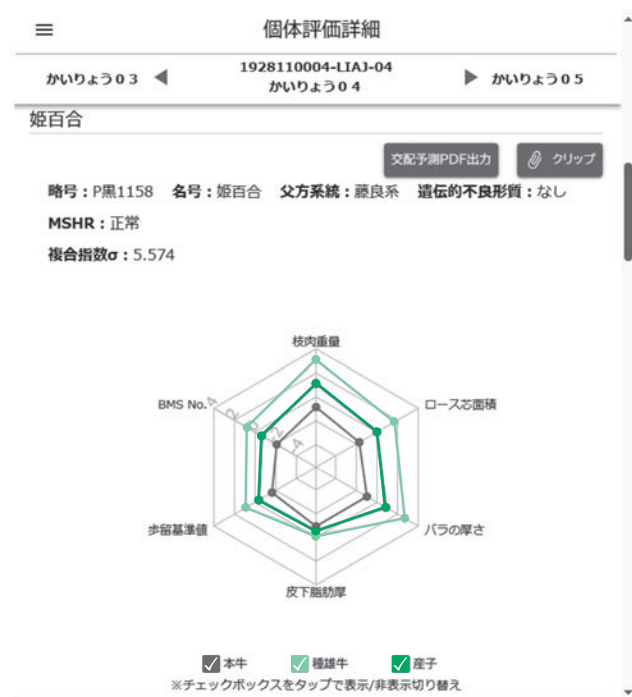 個体評価詳細
かいりょう03 ◀ 1928110004-LIAJ-04 ▶ かいりょう05
かいりょう04
姫百合
交配予測PDF出力 クリップ
略号：P黒1158 名号：姫百合 父方系統：藤良系 遺伝的不良形質：なし
MSHR：正常
複合指数σ：5.574
枝肉重量
BMS No. ロース芯面積
4
2
0
-2
-4
歩留基準値 バラの厚さ
皮下脂肪厚
本牛 種雄牛 産子
※チェックボックスをタップで表示/非表示切り替え